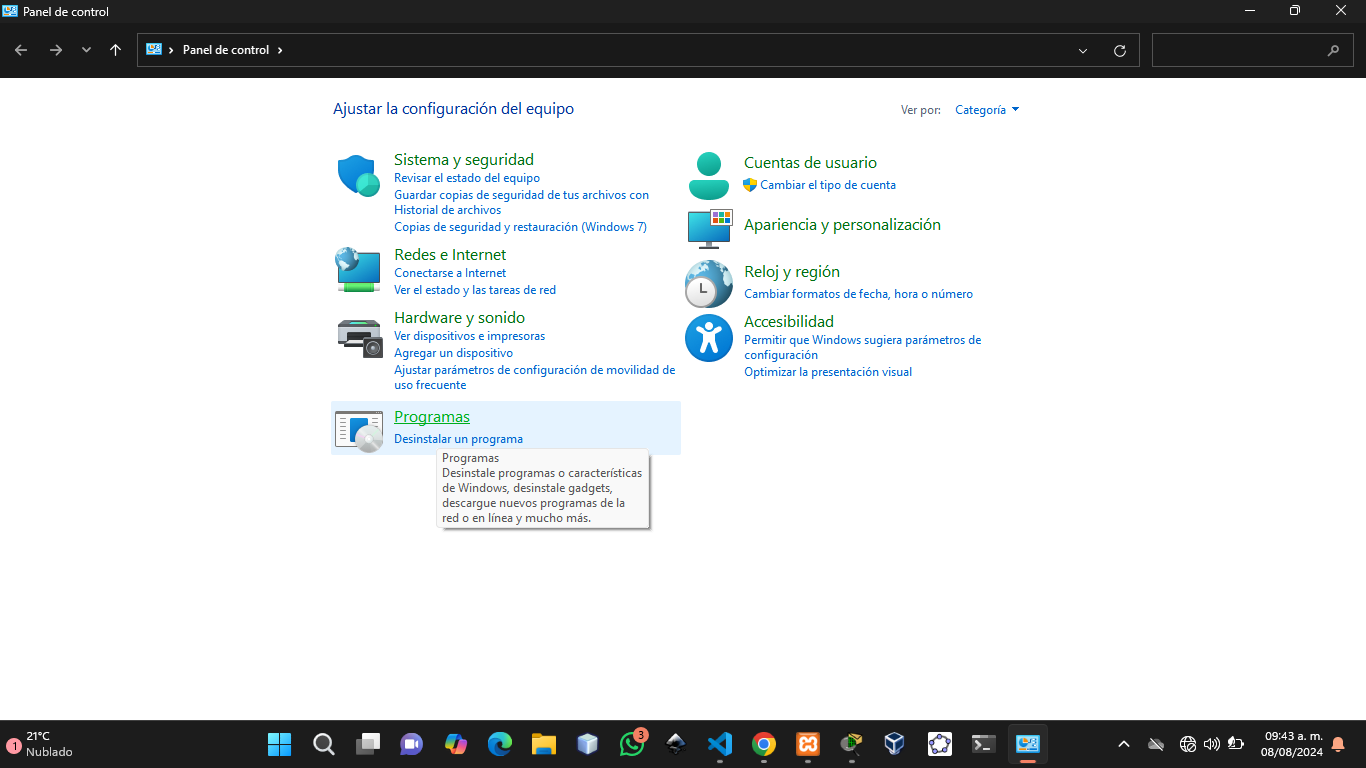 Panel de control
Panel de control
Ajustar la configuración del equipo
Ver por: Categoría
Sistema y seguridad
Revisar el estado del equipo
Guardar copias de seguridad de tus archivos con
Historial de archivos
Copias de seguridad y restauración (Windows 7)
Redes e Internet
Conectarse a Internet
Ver el estado y las tareas de red
Hardware y sonido
Ver dispositivos e impresoras
Agregar un dispositivo
Ajustar parámetros de configuración de movilidad de
uso frecuente
Programas
Desinstalar un programa
Programas
Desinstale programas o características
de Windows, desinstale gadgets,
descargue nuevos programas de la
red o en línea y mucho más.
Cuentas de usuario
Cambiar el tipo de cuenta
Apariencia y personalización
Reloj y región
Cambiar formatos de fecha, hora o número
Accesibilidad
Permitir que Windows sugiera parámetros de
configuración
Optimizar la presentación visual
1
21°C
Nublado
3
09:43 a. m.
08/08/2024